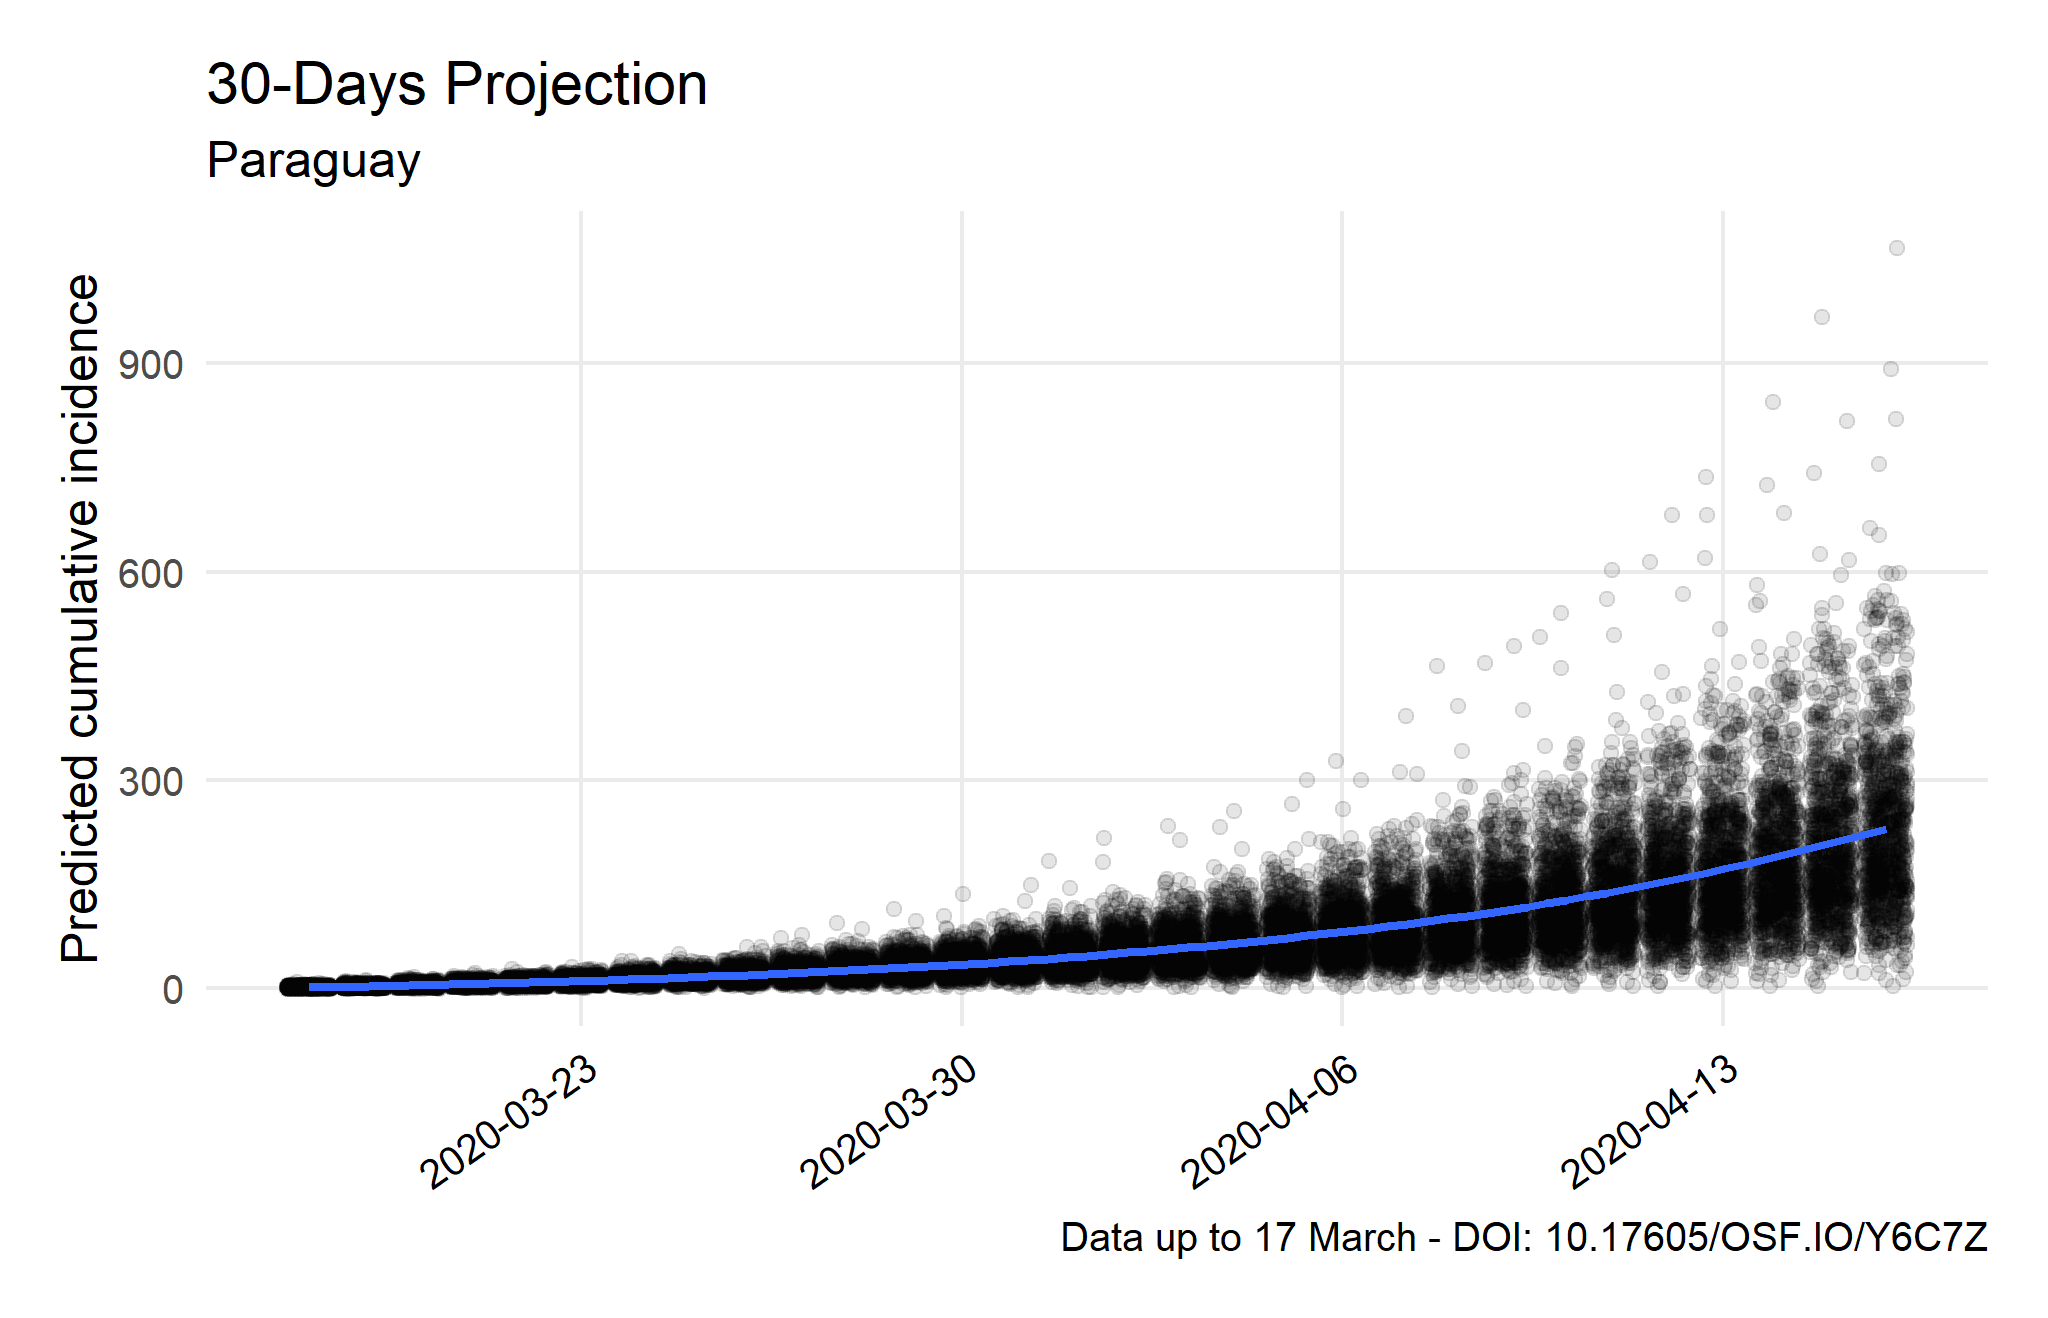 30-Days Projection
Paraguay
Predicted cumulative incidence
900
600
300
0
2020-03-23
2020-03-30
2020-04-06
2020-04-13
Data up to 17 March - DOI: 10.17605/OSF.IO/Y6C7Z